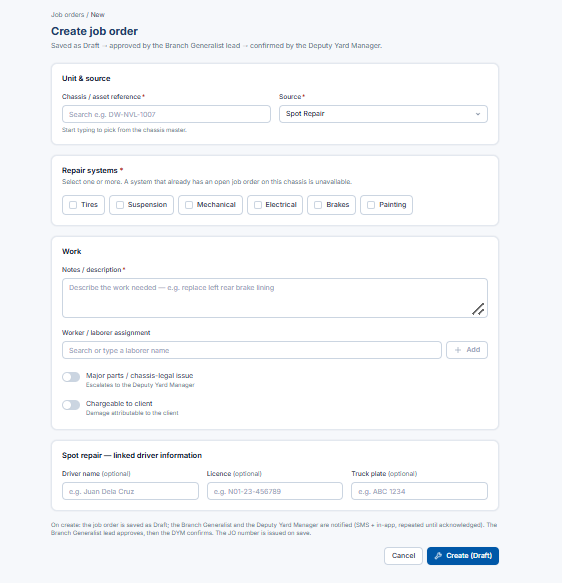 Job orders / New
Create job order
Saved as Draft → approved by the Branch Generalist lead → confirmed by the Deputy Yard Manager.
Unit & source
Chassis / asset reference *
Source *
Search e.g. DW-NVL-1007
Spot Repair
Start typing to pick from the chassis master.
Repair systems *
Select one or more. A system that already has an open job order on this chassis is unavailable.
Tires
Suspension
Mechanical
Electrical
Brakes
Painting
Work
Notes / description *
Describe the work needed — e.g. replace left rear brake lining
Worker / laborer assignment
Search or type a laborer name
+ Add
Major parts / chassis-legal issue
Escalates to the Deputy Yard Manager
Chargeable to client
Damage attributable to the client
Spot repair — linked driver information
Driver name (optional)
Licence (optional)
Truck plate (optional)
e.g. Juan Dela Cruz
e.g. N01-23-456789
e.g. ABC 1234
On create: the job order is saved as Draft; the Branch Generalist and the Deputy Yard Manager are notified (SMS + in-app, repeated until acknowledged). The
Branch Generalist lead approves, then the DYM confirms. The JO number is issued on save.
Cancel
Create (Draft)